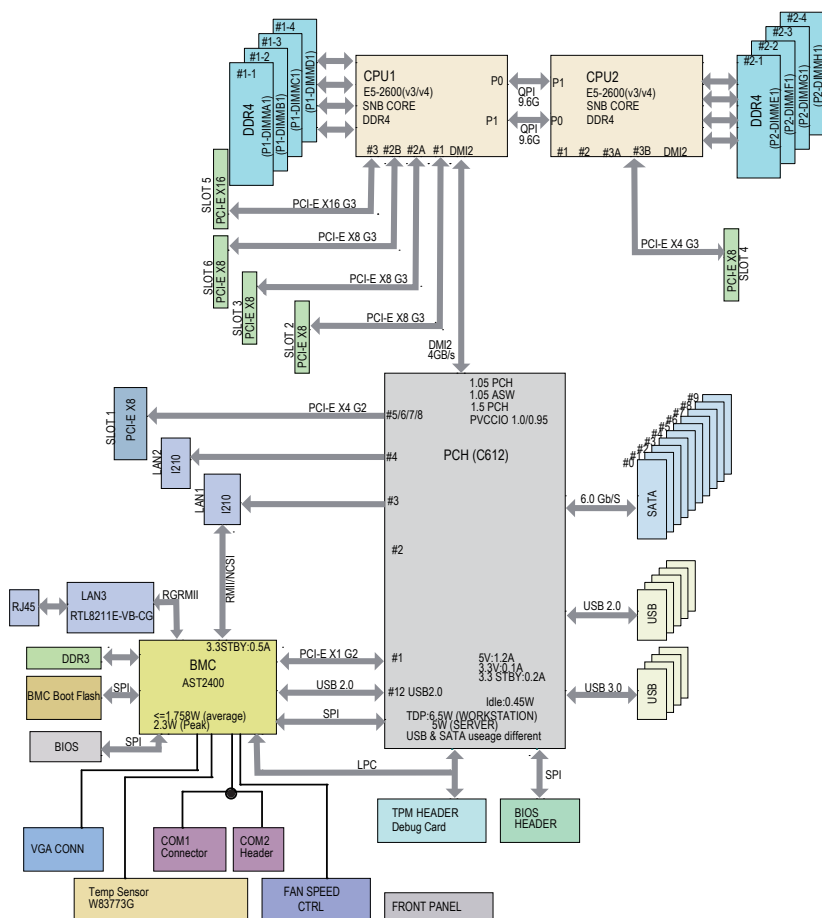 #1-4
#1-3
#1-2
#1-1
DDR4
(P1-DIMMA1)
(P1-DIMMB1)
(P1-DIMMC1)
(P1-DIMMD1)
CPU1
E5-2600(v3/v4)
SNB CORE
DDR4
P0
P1
#3
#2B
#2A
#1
DMI2
QPI
9.6G
QPI
9.6G
P1
P0
CPU2
E5-2600(v3/v4)
SNB CORE
DDR4
#1
#2
#3A
#3B
DMI2
#2-4
#2-3
#2-2
#2-1
DDR4
(P2-DIMME1)
(P2-DIMMF1)
(P2-DIMMG1)
(P2-DIMMH1)
SLOT 5
PCI-E X16
PCI-E X16 G3
SLOT 6
PCI-E X8
PCI-E X8 G3
SLOT 3
PCI-E X8
PCI-E X8 G3
SLOT 2
PCI-E X8
PCI-E X8 G3
PCI-E X4 G3
PCI-E X8
SLOT 4
DMI2
4GB/s
1.05 PCH
1.05 ASW
1.5 PCH
PVCCIO 1.0/0.95
PCH (C612)
SLOT 1
PCI-E X8
PCI-E X4 G2
#5/6/7/8
LAN2
I210
#4
LAN1
I210
#3
#2
#0
#1
#2
#3
#4
#5
#6
#7
#8
#9
SATA
6.0 Gb/S
RMII/NCSI
RJ45
LAN3
RTL8211E-VB-CG
RGRMII
USB 2.0
USB
USB 3.0
USB
DDR3
3.3STBY:0.5A
BMC
AST2400
<=1.758W (average)
2.3W (Peak)
PCI-E X1 G2
#1
USB 2.0
#12 USB2.0
SPI
BMC Boot Flash
SPI
BIOS
SPI
5V:1.2A
3.3V:0.1A
3.3 STBY:0.2A
Idle:0.45W
TDP:6.5W (WORKSTATION)
5W (SERVER)
USB & SATA useage different
LPC
SPI
TPM HEADER
Debug Card
BIOS
HEADER
VGA CONN
COM1
Connector
COM2
Header
Temp Sensor
W83773G
FAN SPEED
CTRL
FRONT PANEL